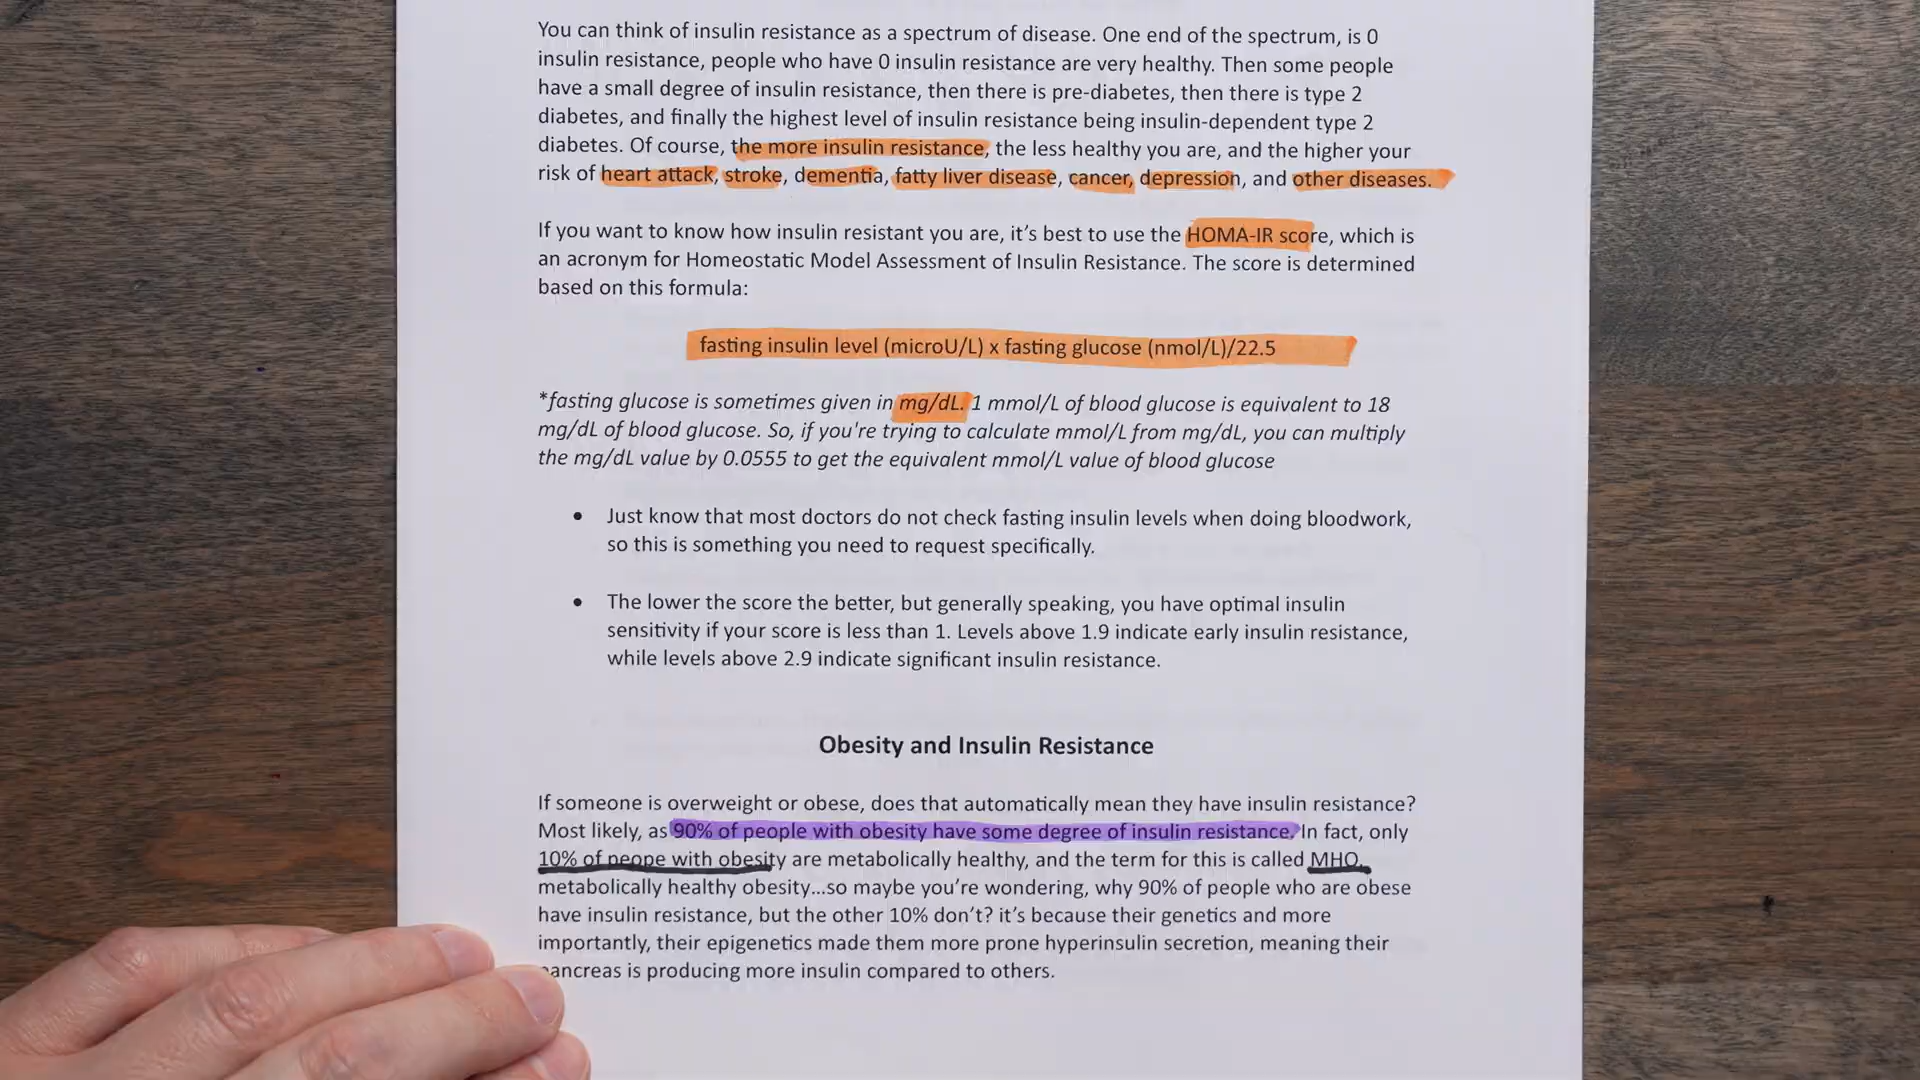 You can think of insulin resistance as a spectrum of disease. One end of the spectrum, is 0
insulin resistance, people who have 0 insulin resistance are very healthy. Then some people
have a small degree of insulin resistance, then there is pre-diabetes, then there is type 2
diabetes, and finally the highest level of insulin resistance being insulin-dependent type 2
diabetes. Of course, the more insulin resistance, the less healthy you are, and the higher your
risk of heart attack, stroke, dementia, fatty liver disease, cancer, depression, and other diseases.
If you want to know how insulin resistant you are, it’s best to use the HOMA-IR score, which is
an acronym for Homeostatic Model Assessment of Insulin Resistance. The score is determined
based on this formula:
fasting insulin level (microU/L) x fasting glucose (nmol/L)/22.5
*fasting glucose is sometimes given in mg/dL. 1 mmol/L of blood glucose is equivalent to 18
mg/dL of blood glucose. So, if you're trying to calculate mmol/L from mg/dL, you can multiply
the mg/dL value by 0.0555 to get the equivalent mmol/L value of blood glucose
• Just know that most doctors do not check fasting insulin levels when doing bloodwork,
so this is something you need to request specifically.
• The lower the score the better, but generally speaking, you have optimal insulin
sensitivity if your score is less than 1. Levels above 1.9 indicate early insulin resistance,
while levels above 2.9 indicate significant insulin resistance.
Obesity and Insulin Resistance
If someone is overweight or obese, does that automatically mean they have insulin resistance?
Most likely, as 90% of people with obesity have some degree of insulin resistance. In fact, only
10% of peope with obesity are metabolically healthy, and the term for this is called MHO,
metabolically healthy obesity...so maybe you’re wondering, why 90% of people who are obese
have insulin resistance, but the other 10% don’t? it’s because their genetics and more
importantly, their epigenetics made them more prone hyperinsulin secretion, meaning their
pancreas is producing more insulin compared to others.